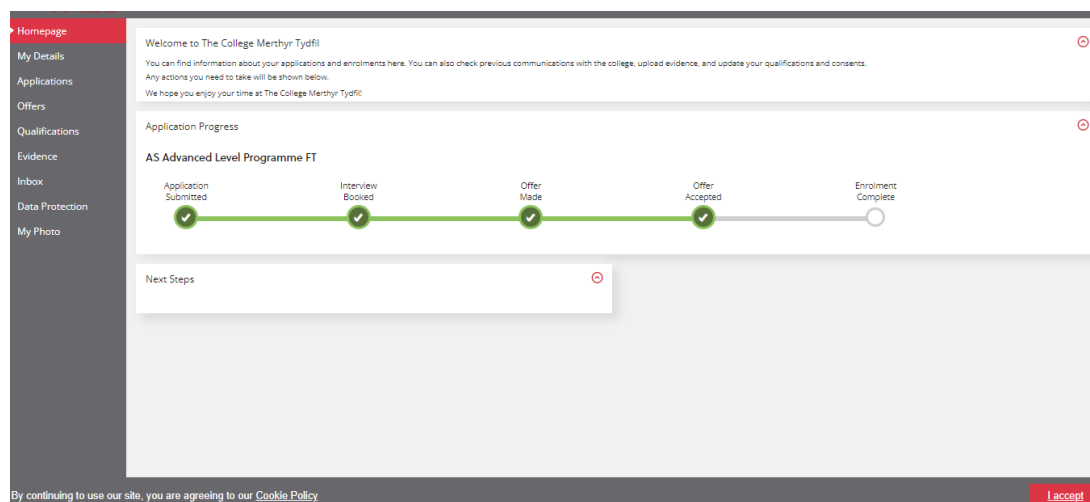 Homepage
My Details
Applications
Offers
Qualifications
Evidence
Inbox
Data Protection
My Photo
Welcome to The College Merthyr Tydfil
You can find information about your applications and enrolments here. You can also check previous communications with the college, upload evidence, and update your qualifications and consents.
Any actions you need to take will be shown below.
We hope you enjoy your time at The College Merthyr Tydfil!
Application Progress
AS Advanced Level Programme FT
Application
Submitted
Interview
Booked
Offer
Made
Offer
Accepted
Enrolment
Complete
Next Steps
By continuing to use our site, you are agreeing to our Cookie Policy
I accept